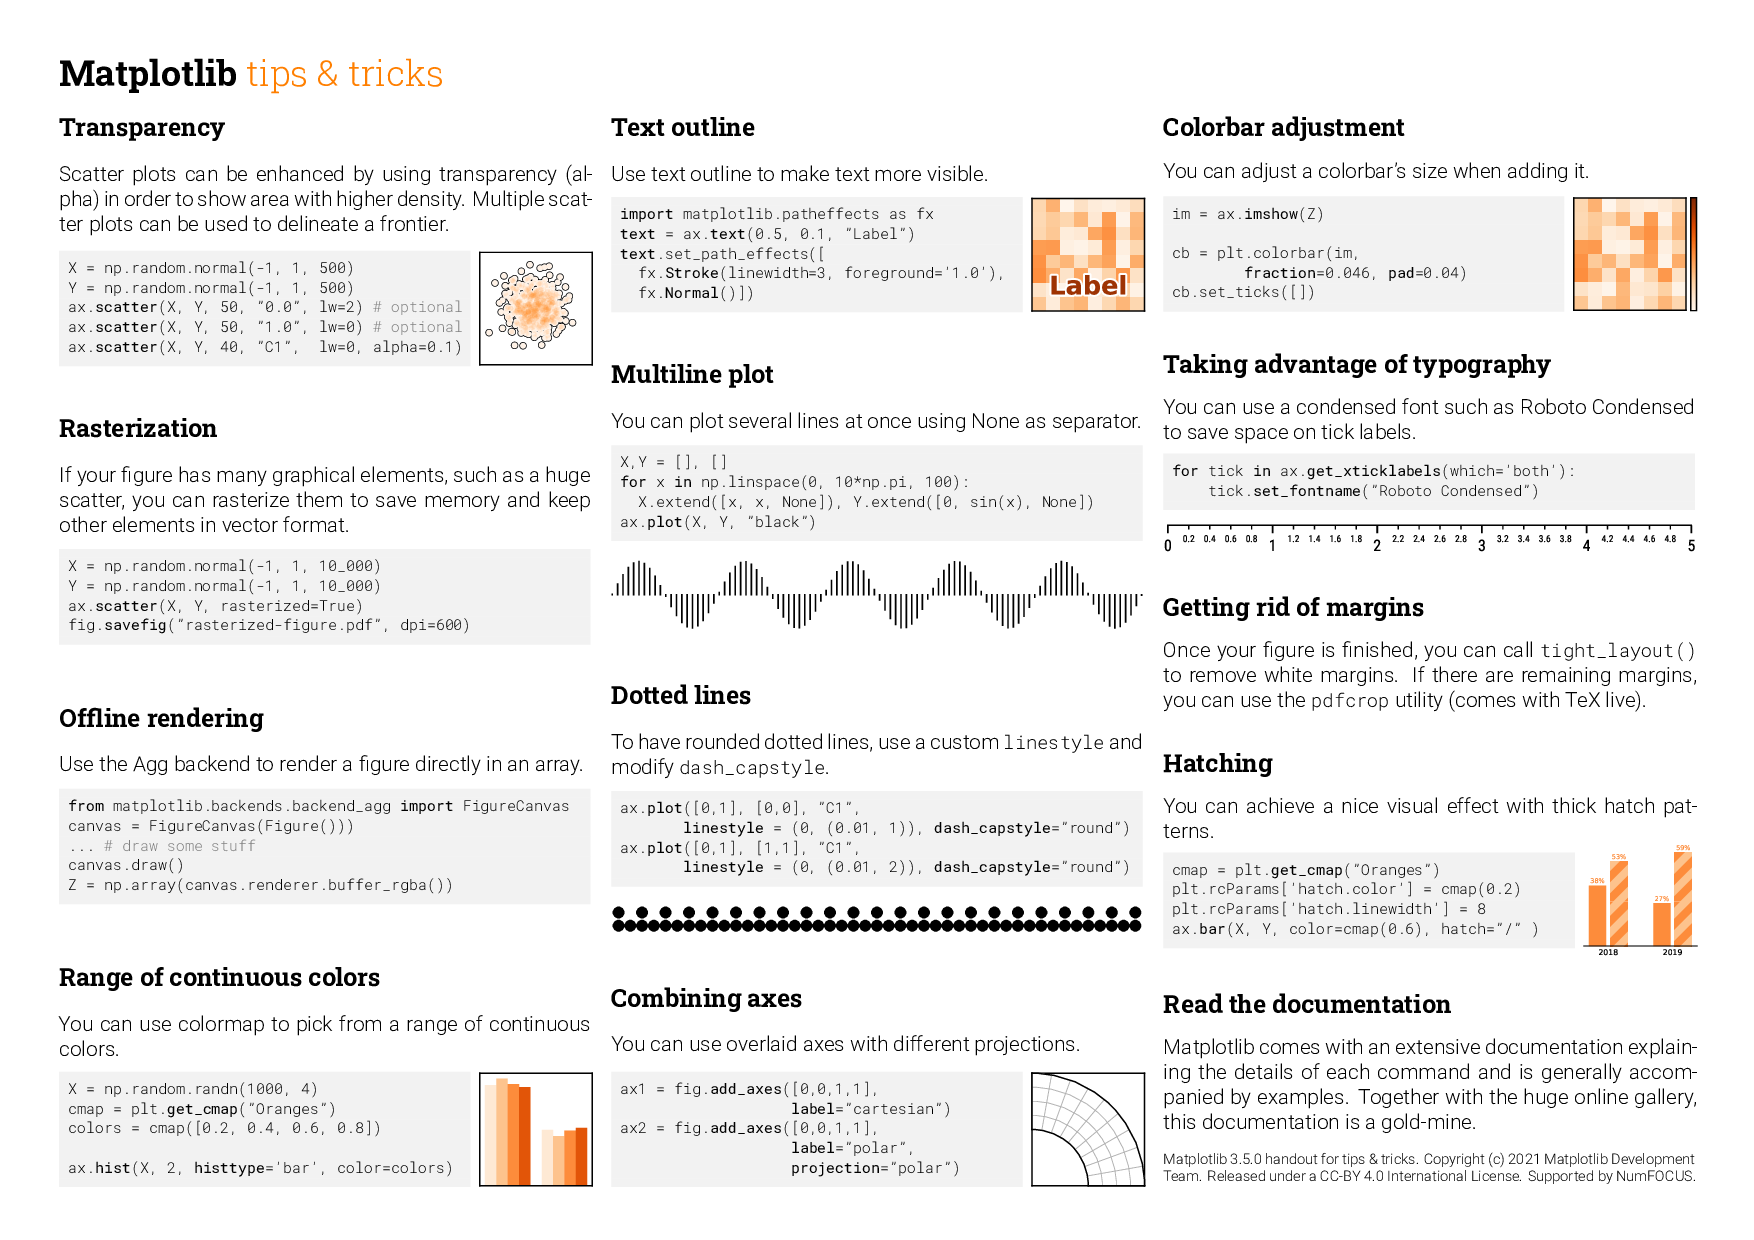 Matplotlib tips & tricks
Transparency
Scatter plots can be enhanced by using transparency (al-
pha) in order to show area with higher density. Multiple scat-
ter plots can be used to delineate a frontier.
X = np.random.normal(-1, 1, 500)
Y = np.random.normal(-1, 1, 500)
ax.scatter(X, Y, 50, "0.0", lw=2) # optional
ax.scatter(X, Y, 50, "1.0", lw=0) # optional
ax.scatter(X, Y, 40, "C1",  lw=0, alpha=0.1)
Rasterization
If your figure has many graphical elements, such as a huge
scatter, you can rasterize them to save memory and keep
other elements in vector format.
X = np.random.normal(-1, 1, 10_000)
Y = np.random.normal(-1, 1, 10_000)
ax.scatter(X, Y, rasterized=True)
fig.savefig("rasterized-figure.pdf", dpi=600)
Offline rendering
Use the Agg backend to render a figure directly in an array.
from matplotlib.backends.backend_agg import FigureCanvas
canvas = FigureCanvas(Figure()))
... # draw some stuff
canvas.draw()
Z = np.array(canvas.renderer.buffer_rgba())
Range of continuous colors
You can use colormap to pick from a range of continuous
colors.
X = np.random.randn(1000, 4)
cmap = plt.get_cmap("Oranges")
colors = cmap([0.2, 0.4, 0.6, 0.8])
ax.hist(X, 2, histtype='bar', color=colors)
Text outline
Use text outline to make text more visible.
import matplotlib.patheffects as fx
text = ax.text(0.5, 0.1, "Label")
text.set_path_effects([
  fx.Stroke(linewidth=3, foreground='1.0'),
  fx.Normal()])
Label
Multiline plot
You can plot several lines at once using None as separator.
X,Y = [], []
for x in np.linspace(0, 10*np.pi, 100):
  X.extend([x, x, None]), Y.extend([0, sin(x), None])
ax.plot(X, Y, "black")
Dotted lines
To have rounded dotted lines, use a custom linestyle and
modify dash_capstyle.
ax.plot([0,1], [0,0], "C1",
       linestyle = (0, (0.01, 1)), dash_capstyle="round")
ax.plot([0,1], [1,1], "C1",
       linestyle = (0, (0.01, 2)), dash_capstyle="round")
Combining axes
You can use overlaid axes with different projections.
ax1 = fig.add_axes([0,0,1,1],
                   label="cartesian")
ax2 = fig.add_axes([0,0,1,1],
                   label="polar",
                   projection="polar")
Colorbar adjustment
You can adjust a colorbar's size when adding it.
im = ax.imshow(Z)
cb = plt.colorbar(im,
        fraction=0.046, pad=0.04)
cb.set_ticks([])
Taking advantage of typography
You can use a condensed font such as Roboto Condensed
to save space on tick labels.
for tick in ax.get_xticklabels(which='both'):
    tick.set_fontname("Roboto Condensed")
0 0.2 0.4 0.6 0.8 1 1.2 1.4 1.6 1.8 2 2.2 2.4 2.6 2.8 3 3.2 3.4 3.6 3.8 4 4.2 4.4 4.6 4.8 5
Getting rid of margins
Once your figure is finished, you can call tight_layout()
to remove white margins. If there are remaining margins,
you can use the pdfcrop utility (comes with TeX live).
Hatching
You can achieve a nice visual effect with thick hatch pat-
terns.
cmap = plt.get_cmap("Oranges")
plt.rcParams['hatch.color'] = cmap(0.2)
plt.rcParams['hatch.linewidth'] = 8
ax.bar(X, Y, color=cmap(0.6), hatch="/" )
38% 53% 27% 59%
2018 2019
Read the documentation
Matplotlib comes with an extensive documentation explain-
ing the details of each command and is generally accom-
panied by examples. Together with the huge online gallery,
this documentation is a gold-mine.
Matplotlib 3.5.0 handout for tips & tricks. Copyright (c) 2021 Matplotlib Development
Team. Released under a CC-BY 4.0 International License. Supported by NumFOCUS.